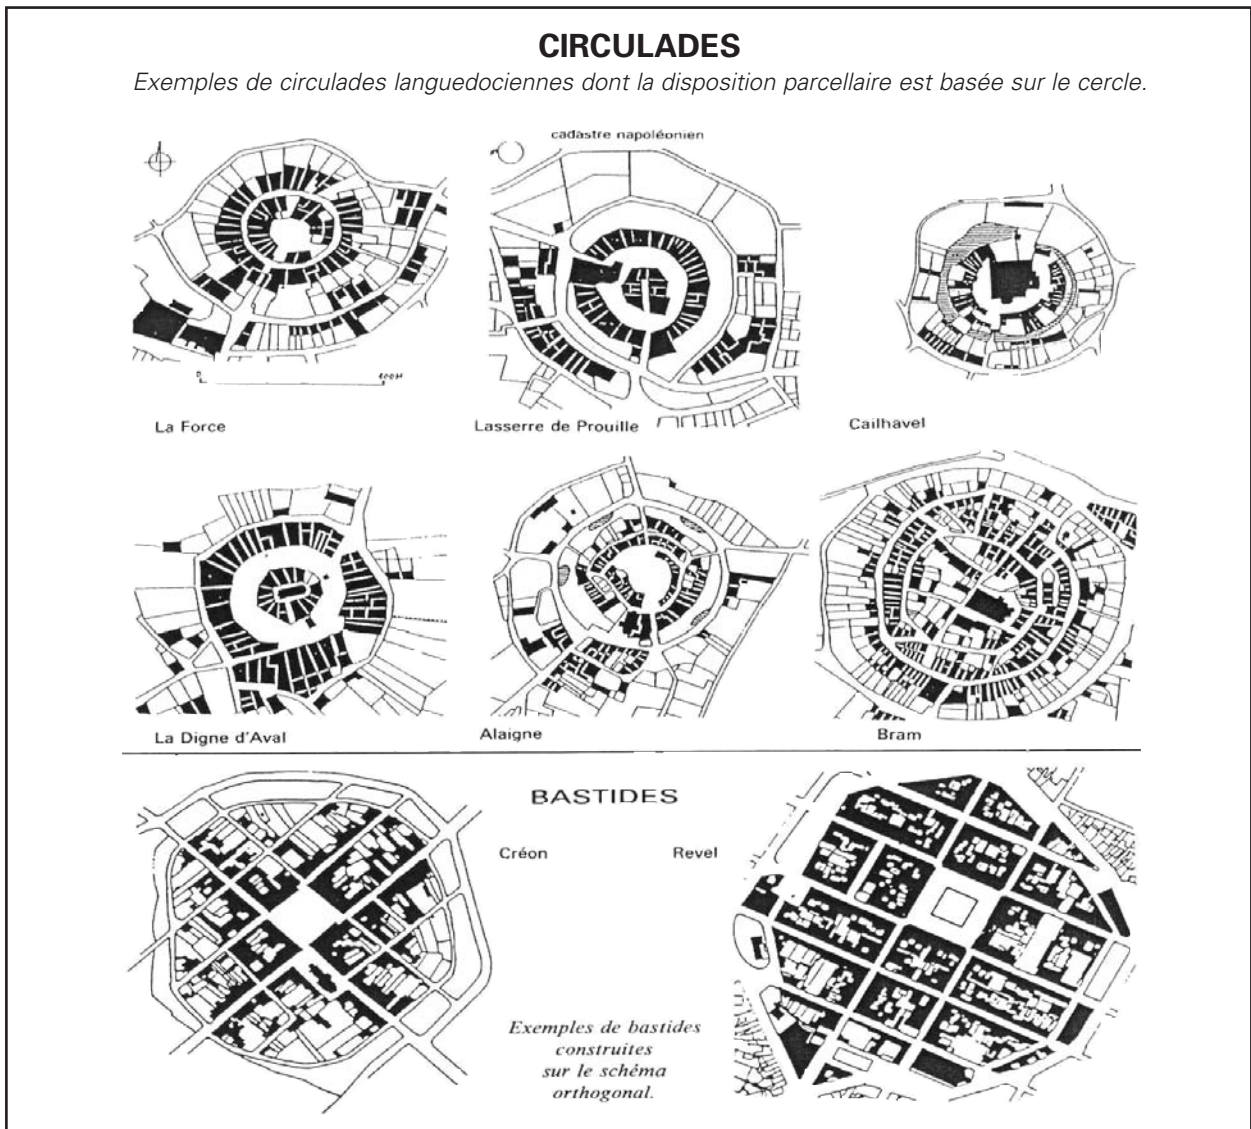 CIRCULADES
Exemples de circulades languedociennes dont la disposition parcellaire est basée sur le cercle.
cadastre napoléonien
0 100 M
La Force
Lasserre de Prouille
Cailhavel
La Digne d'Aval
Alaigne
Bram
BASTIDES
Créon
Revel
Exemples de bastides
construites
sur le schéma
orthogonal.